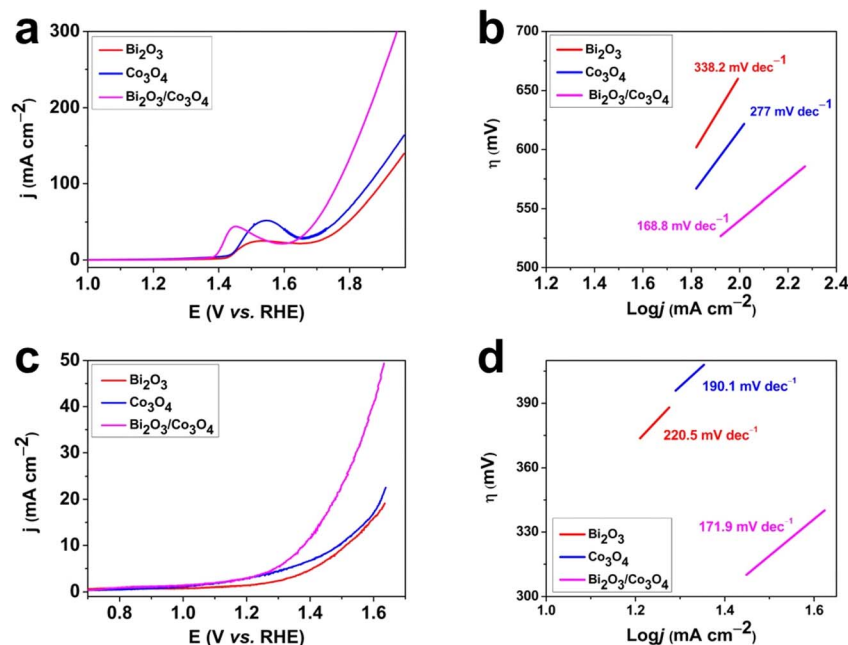 a
300
200
100
50
0
j (mA cm−2)
Bi2O3
Co3O4
Bi2O3/Co3O4
1.0 1.2 1.4 1.6 1.8
E (V vs. RHE)
b
700
650
600
550
500
η (mV)
Bi2O3
Co3O4
Bi2O3/Co3O4
338.2 mV dec−1
277 mV dec−1
168.8 mV dec−1
1.2 1.4 1.6 1.8 2.0 2.2 2.4
Logj (mA cm−2)
c
50
40
30
20
10
5
0
j (mA cm−2)
Bi2O3
Co3O4
Bi2O3/Co3O4
0.8 1.0 1.2 1.4 1.6
E (V vs. RHE)
d
390
360
330
300
η (mV)
190.1 mV dec−1
220.5 mV dec−1
171.9 mV dec−1
Bi2O3
Co3O4
Bi2O3/Co3O4
1.0 1.2 1.4 1.6
Logj (mA cm−2)